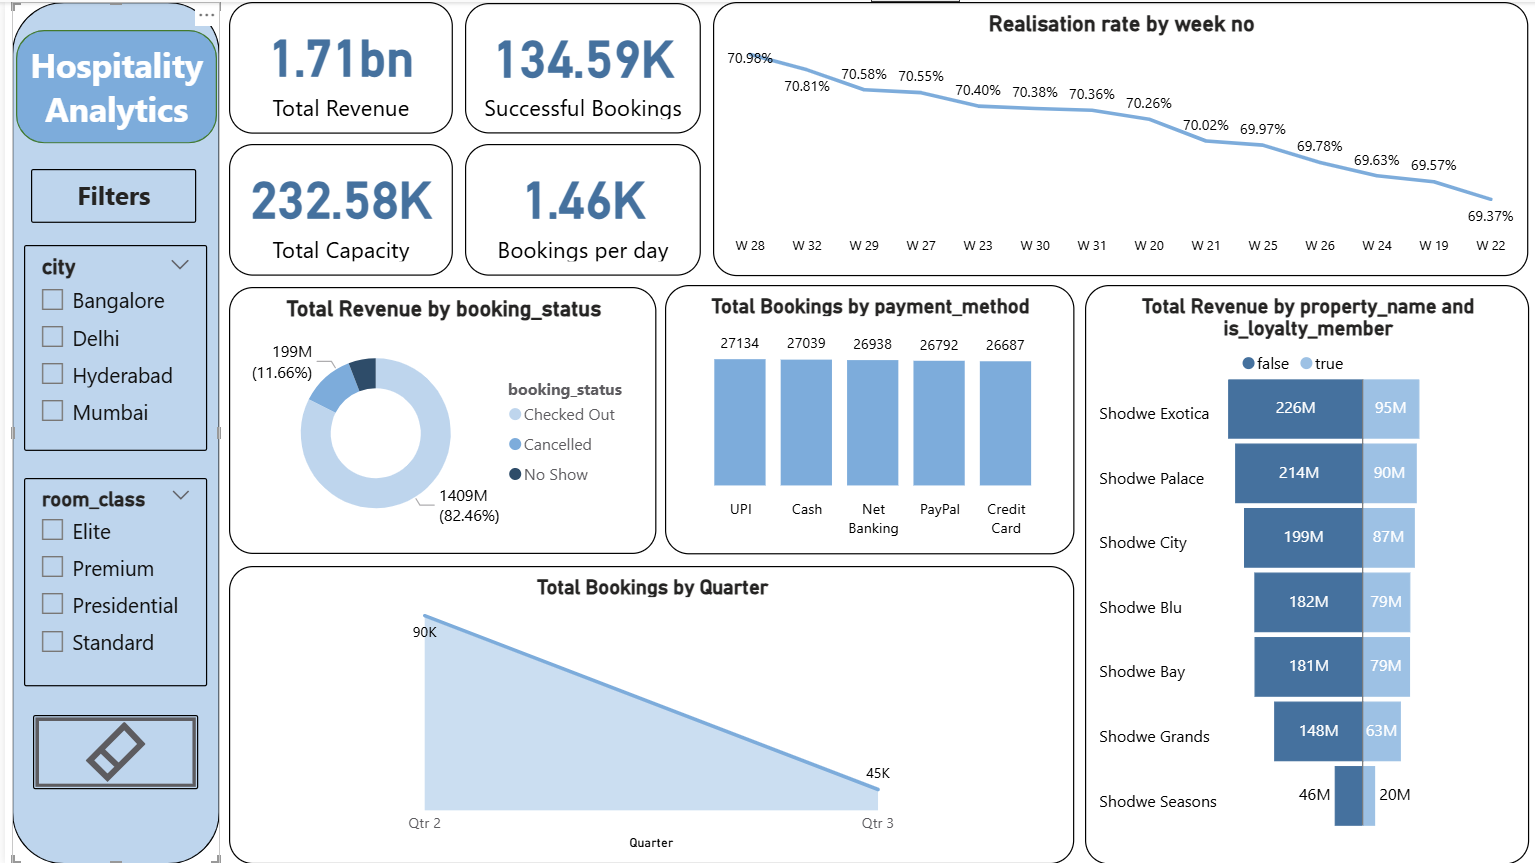 Hospitality
Analytics
Filters
city
Bangalore
Delhi
Hyderabad
Mumbai
room_class
Elite
Premium
Presidential
Standard
1.71bn
Total Revenue
134.59K
Successful Bookings
232.58K
Total Capacity
1.46K
Bookings per day
Realisation rate by week no
70.98%
70.81%
70.58%
70.55%
70.40%
70.38%
70.36%
70.26%
70.02%
69.97%
69.78%
69.63%
69.57%
69.37%
W 28 W 32 W 29 W 27 W 23 W 30 W 31 W 20 W 21 W 25 W 26 W 24 W 19 W 22
Total Revenue by booking_status
199M
(11.66%)
1409M
(82.46%)
booking_status
Checked Out
Cancelled
No Show
Total Bookings by payment_method
27134 27039 26938 26792 26687
UPI Cash Net PayPal Credit
Banking Card
Total Revenue by property_name and
is_loyalty_member
false true
Shodwe Exotica 226M 95M
Shodwe Palace 214M 90M
Shodwe City 199M 87M
Shodwe Blu 182M 79M
Shodwe Bay 181M 79M
Shodwe Grands 148M 63M
Shodwe Seasons 46M 20M
Total Bookings by Quarter
90K
45K
Qtr 2 Qtr 3
Quarter